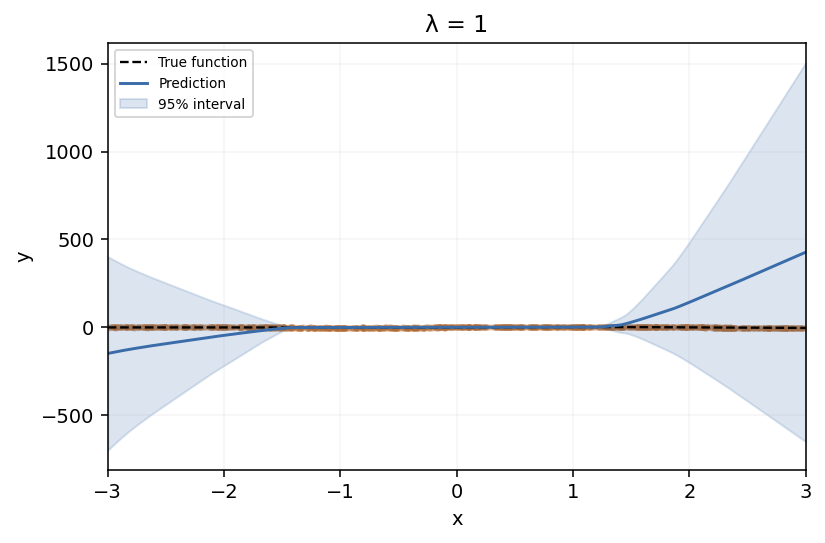 λ = 1
1500
1000
500
0
−500
y
True function
Prediction
95% interval
−3 −2 −1 0 1 2 3
x